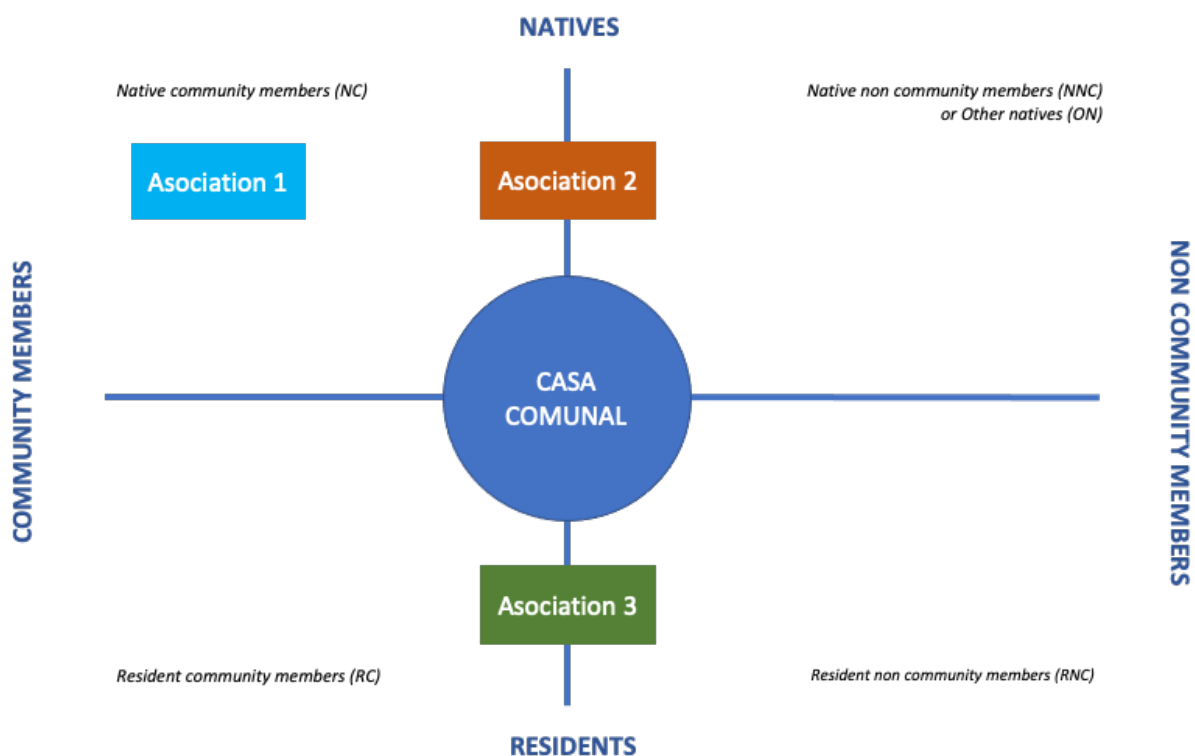 NATIVES
Native community members (NC)
Native non community members (NNC)
or Other natives (ON)
Asociation 1
Asociation 2
COMMUNITY MEMBERS
CASA
COMUNAL
NON COMMUNITY MEMBERS
Asociation 3
Resident community members (RC)
Resident non community members (RNC)
RESIDENTS